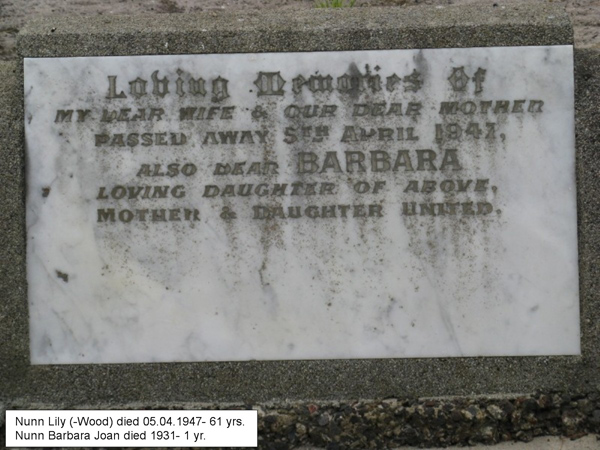 Loving Memories Of
MY DEAR WIFE & OUR DEAR MOTHER
PASSED AWAY 5TH APRIL 1947,
ALSO DEAR BARBARA
LOVING DAUGHTER OF ABOVE.
MOTHER & DAUGHTER UNITED.
Nunn Lily (-Wood) died 05.04.1947- 61 yrs.
Nunn Barbara Joan died 1931- 1 yr.